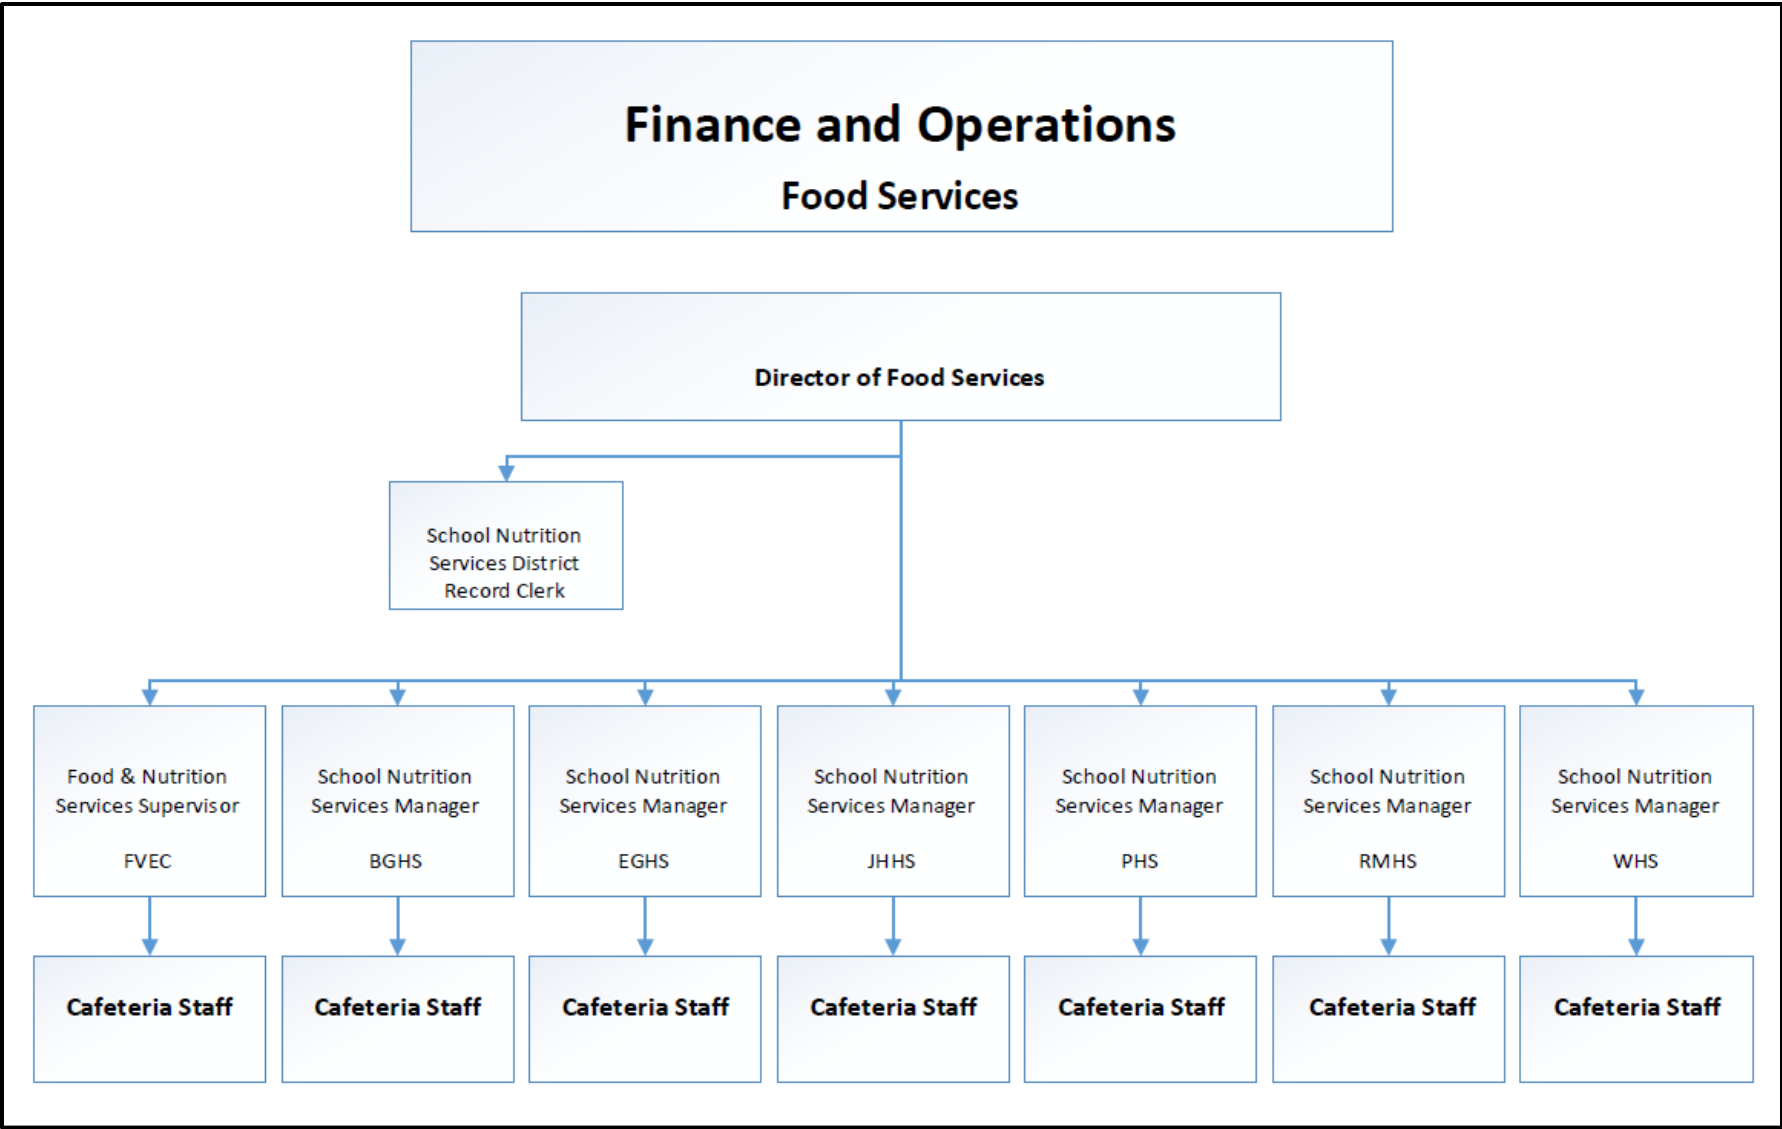 Finance and Operations
Food Services
Director of Food Services
School Nutrition
Services District
Record Clerk
Food & Nutrition
Services Supervisor
FVEC
School Nutrition
Services Manager
BGHS
School Nutrition
Services Manager
EGHS
School Nutrition
Services Manager
JHHS
School Nutrition
Services Manager
PHS
School Nutrition
Services Manager
RMHS
School Nutrition
Services Manager
WHS
Cafeteria Staff
Cafeteria Staff
Cafeteria Staff
Cafeteria Staff
Cafeteria Staff
Cafeteria Staff
Cafeteria Staff